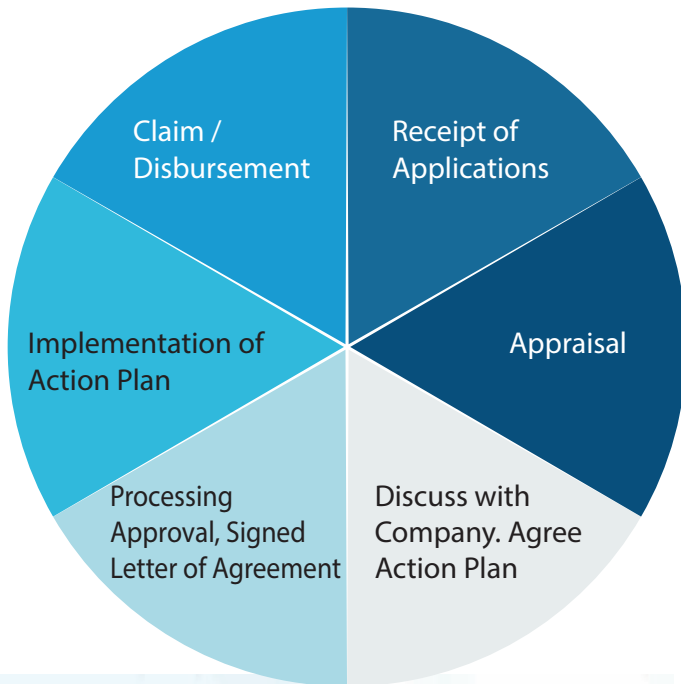 Receipt of
Applications
Appraisal
Discuss with
Company. Agree
Action Plan
Processing
Approval, Signed
Letter of Agreement
Implementation of
Action Plan
Claim /
Disbursement